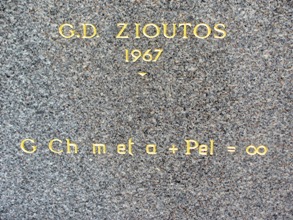 G.D. ZIOUTOS
1967
G Ch m et a + Pel = ∞